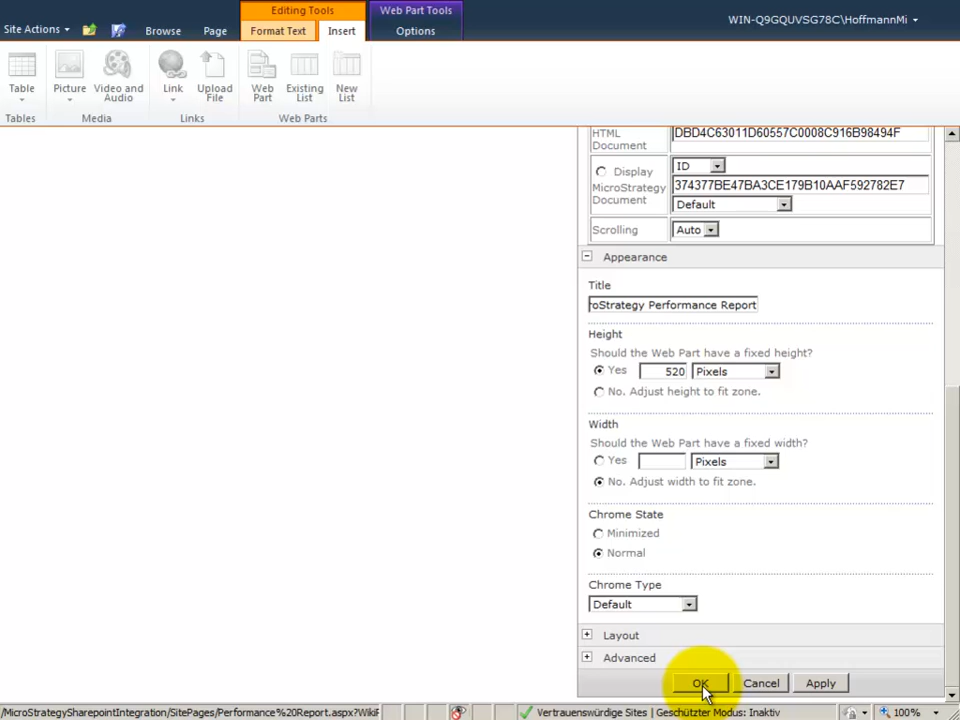 Editing Tools
Web Part Tools
WIN-Q9GQUVSG78C\HoffmannMi
Site Actions
Browse
Page
Format Text
Insert
Options
Table
Picture
Video and Audio
Link
Upload File
Web Part
Existing List
New List
Tables
Media
Links
Web Parts
HTML Document
DBD4C63011D60557C0008C916B98494F
Display MicroStrategy Document
ID
374377BE47BA3CE179B10AAF592782E7
Default
Scrolling
Auto
Appearance
Title
roStrategy Performance Report
Height
Should the Web Part have a fixed height?
Yes 520 Pixels
No. Adjust height to fit zone.
Width
Should the Web Part have a fixed width?
Yes Pixels
No. Adjust width to fit zone.
Chrome State
Minimized
Normal
Chrome Type
Default
Layout
Advanced
OK Cancel Apply
/MicroStrategySharepointIntegration/SitePages/Performance%20Report.aspx?WikiF
Vertrauenswürdige Sites | Geschützter Modus: Inaktiv
100%